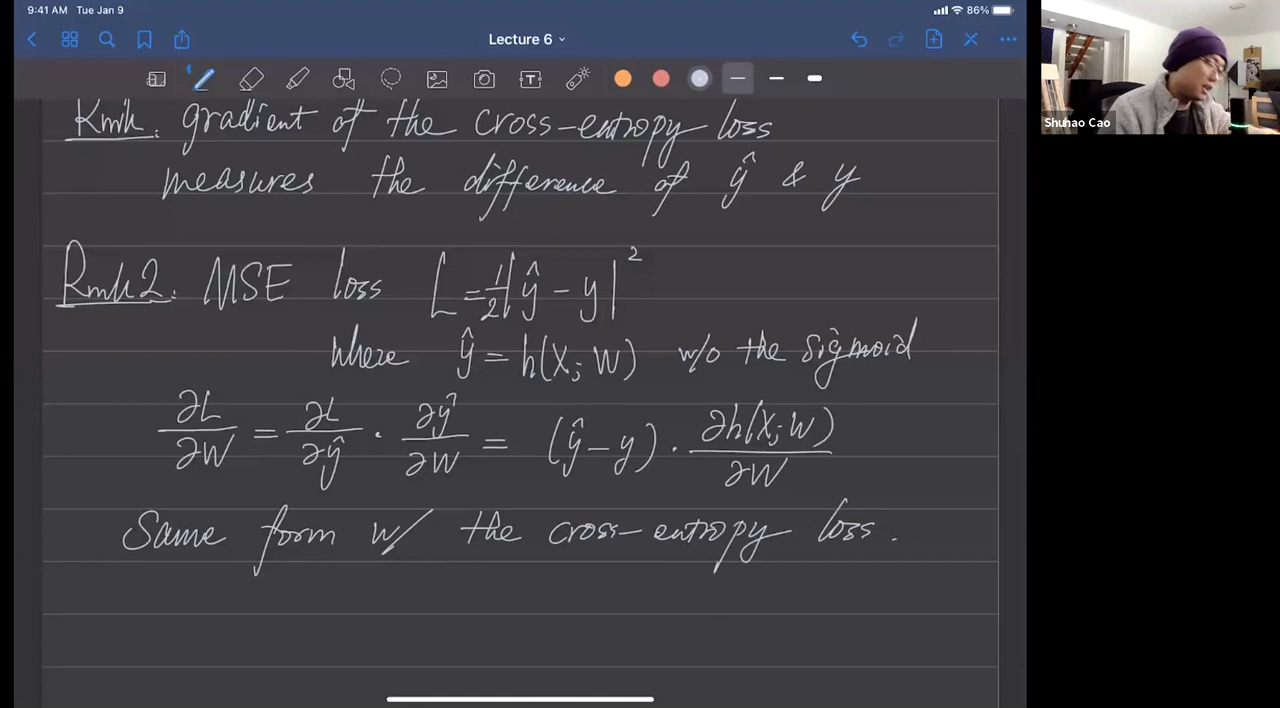 9:41 AM Tue Jan 9
86%
Lecture 6
Shuhao Cao
Rmk. gradient of the cross-entropy loss
measures the difference of ŷ & y
Rmk2. MSE loss L = 1/2 |ŷ - y|²
where ŷ = h(X; W) w/o the sigmoid
∂L/∂W = ∂L/∂ŷ · ∂ŷ/∂W = (ŷ - y) · ∂h(X; W)/∂W
Same form w/ the cross-entropy loss.